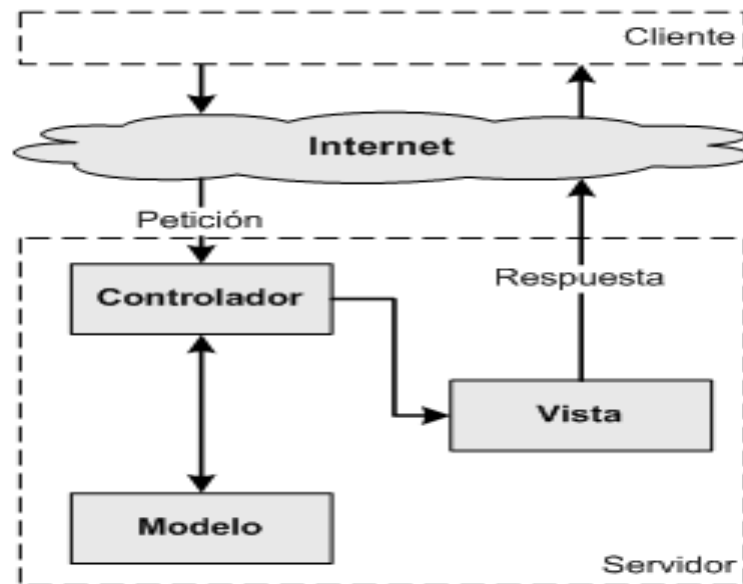 Cliente
Internet
Petición
Controlador
Respuesta
Vista
Modelo
Servidor